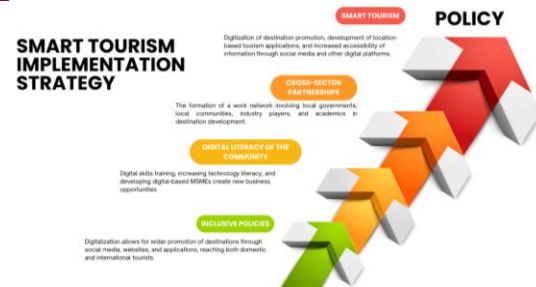 POLICY
SMART TOURISM
IMPLEMENTATION
STRATEGY
SMART TOURISM
Digitization of destination promotion, development of location-
based tourism applications, and increased accessibility of
information through social media and other digital platforms.
CROSS-SECTOR
PARTNERSHIPS
The formation of a work network involving local governments,
local communities, industry players, and academics in
destination development.
DIGITAL LITERACY OF THE
COMMUNITY
Digital skills training, increasing technology literacy, and
developing digital-based MSMEs create new business
opportunities.
INCLUSIVE POLICIES
Digitalization allows for wider promotion of destinations through
social media, websites, and applications, reaching both domestic
and international tourists